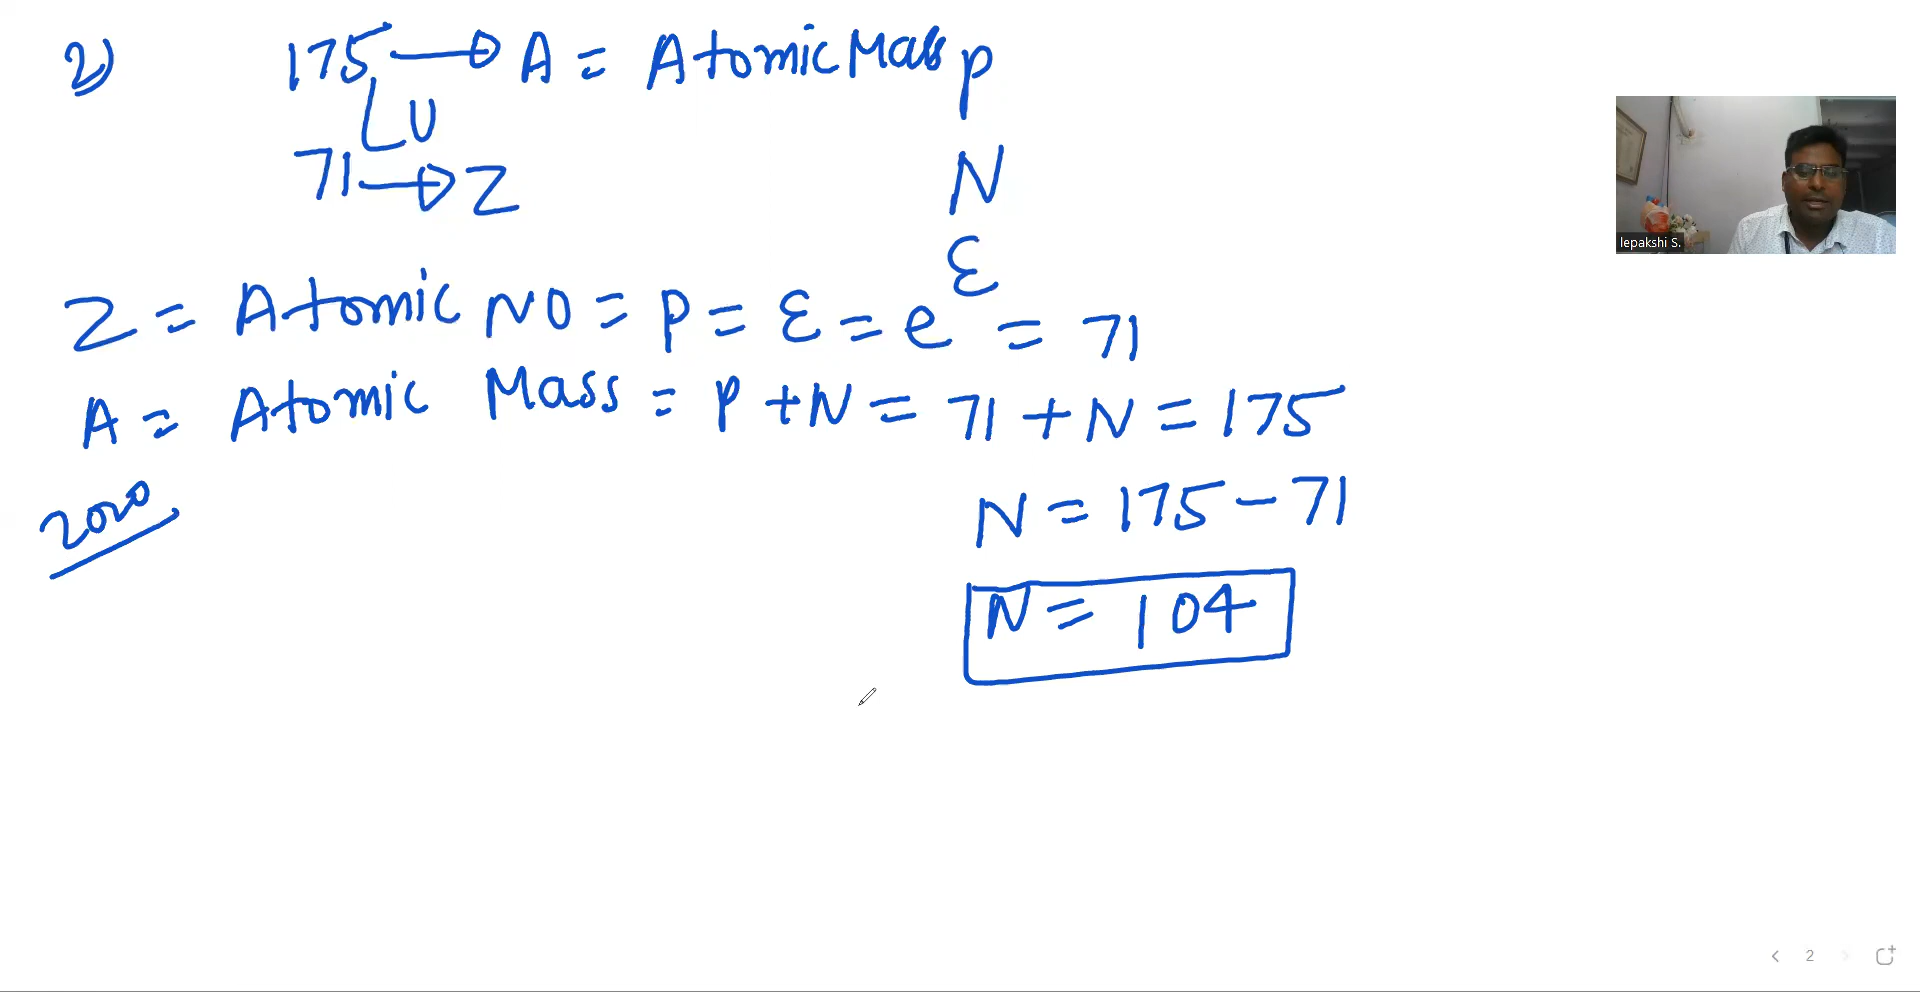 2) 175 → A = Atomic Mass P
LU
71 → Z
N
E
Z = Atomic NO = P = E = e = 71
A = Atomic Mass = P + N = 71 + N = 175
2020
N = 175 - 71
N = 104
lepakshi S.
2